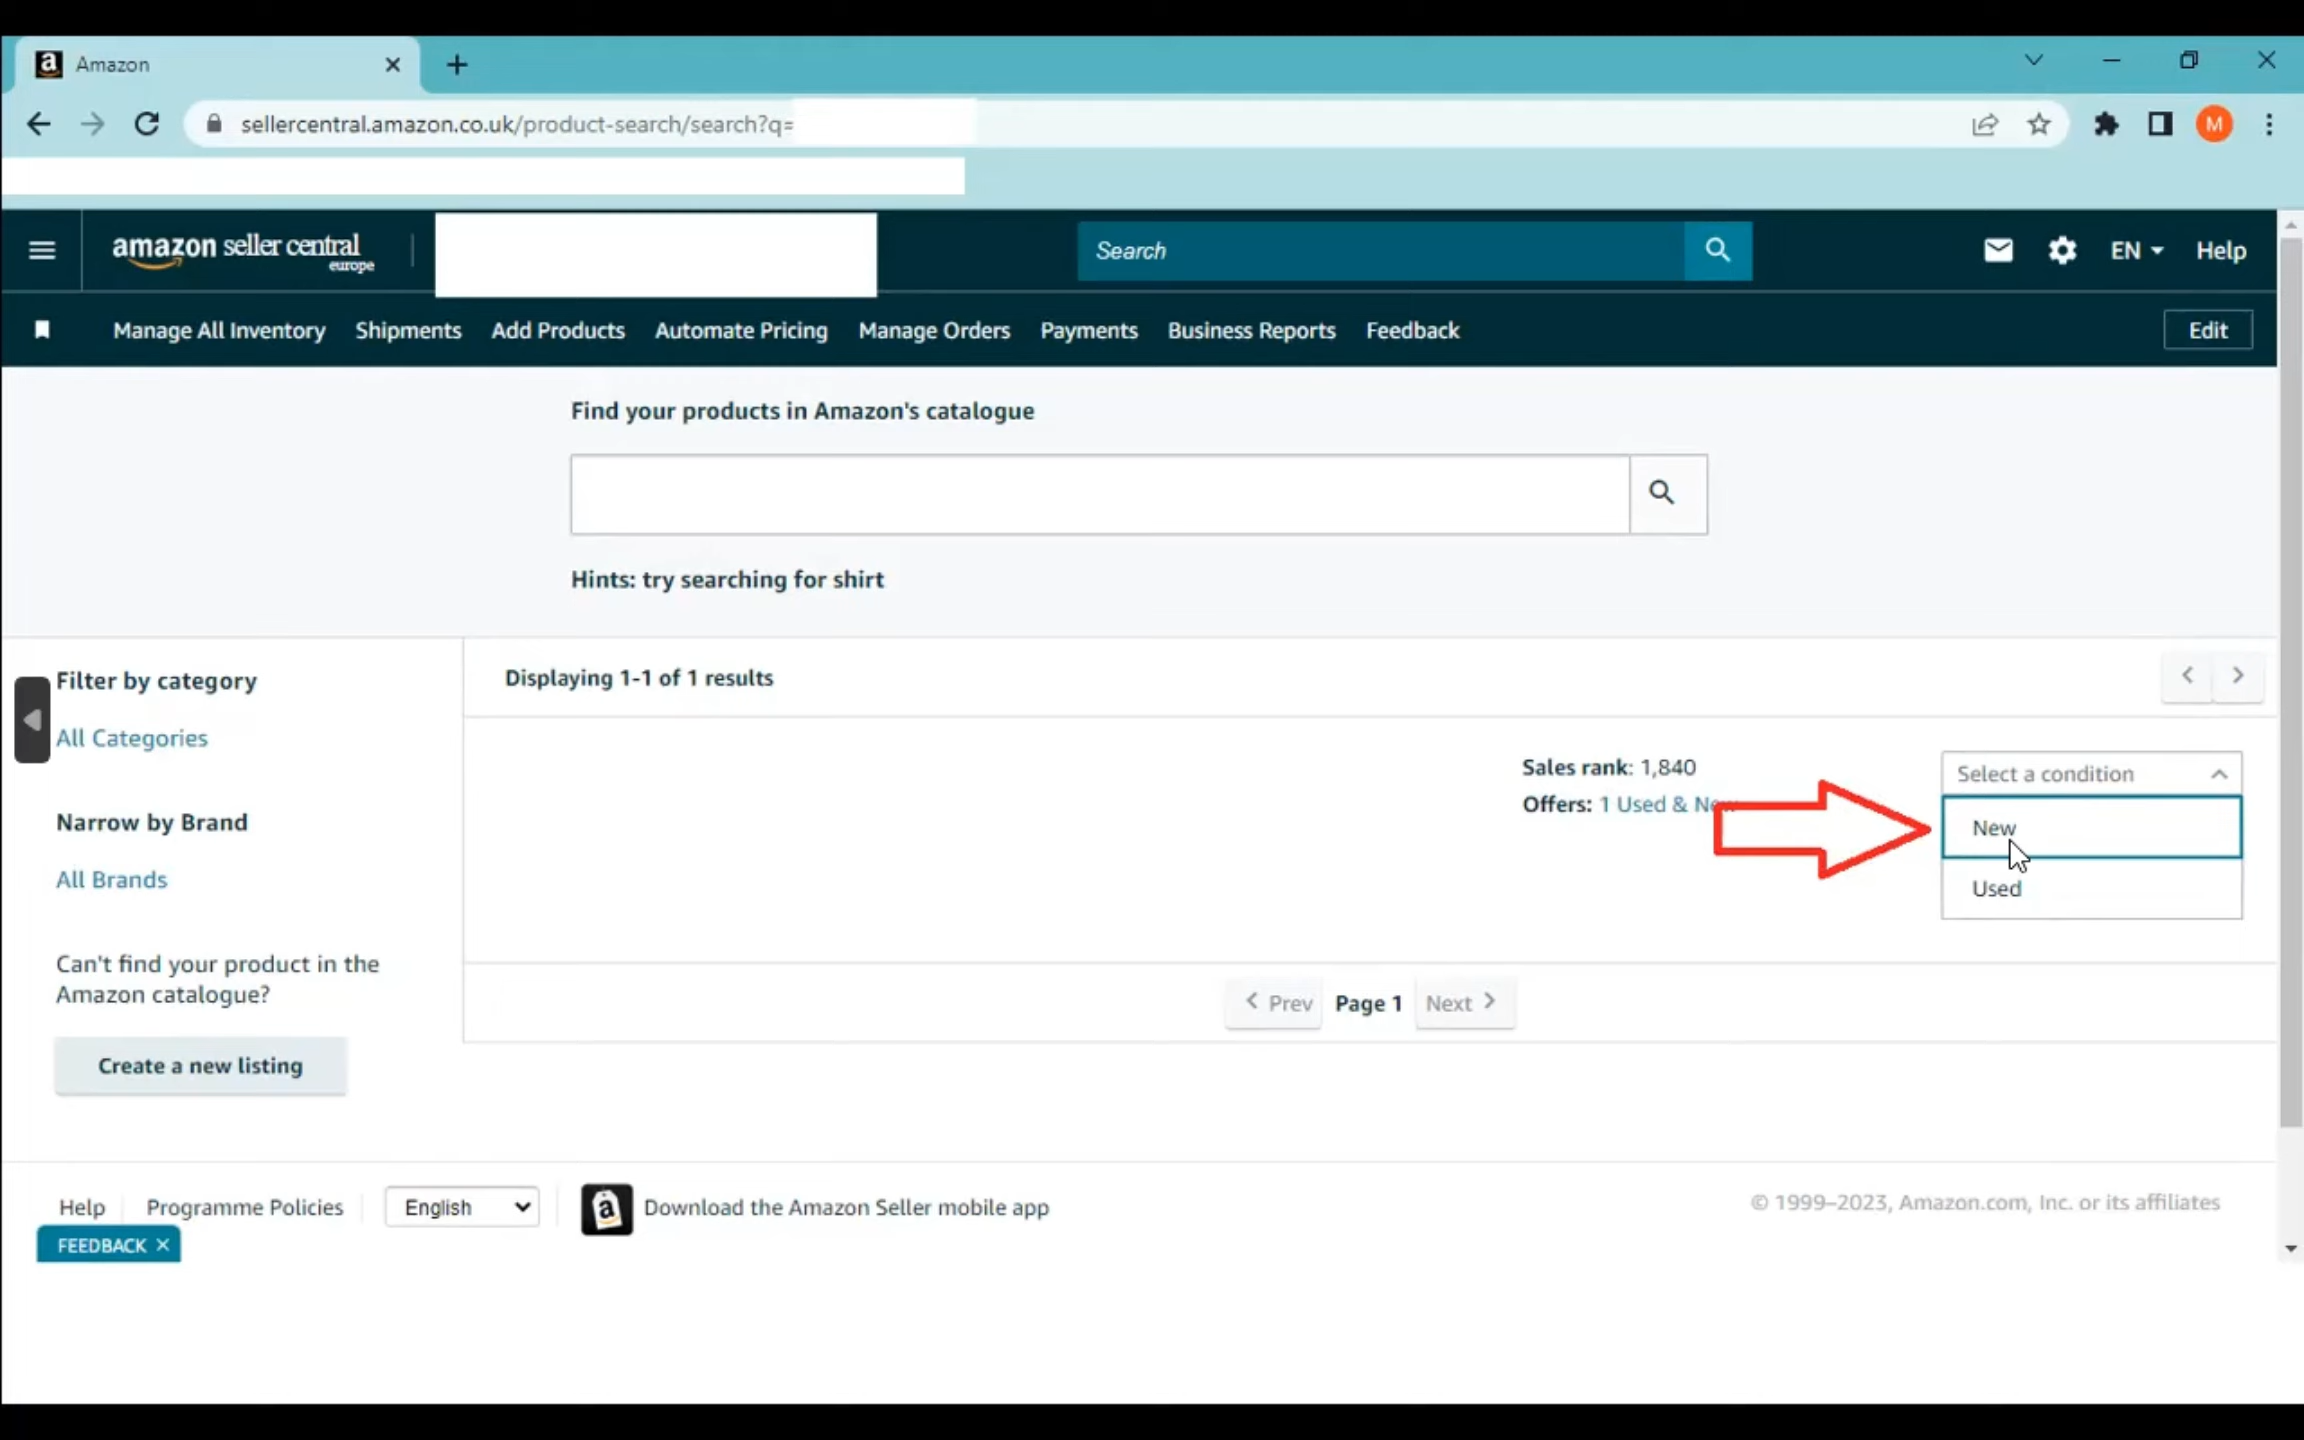 Amazon
sellercentral.amazon.co.uk/product-search/search?q=
M
amazon seller central
europe
Search
EN
Help
Manage All Inventory
Shipments
Add Products
Automate Pricing
Manage Orders
Payments
Business Reports
Feedback
Edit
Find your products in Amazon's catalogue
Hints: try searching for shirt
Filter by category
All Categories
Narrow by Brand
All Brands
Can't find your product in the
Amazon catalogue?
Create a new listing
Displaying 1-1 of 1 results
Sales rank: 1,840
Offers: 1 Used &
Select a condition
New
Used
Prev
Page 1
Next
Help
Programme Policies
English
Download the Amazon Seller mobile app
© 1999–2023, Amazon.com, Inc. or its affiliates
FEEDBACK